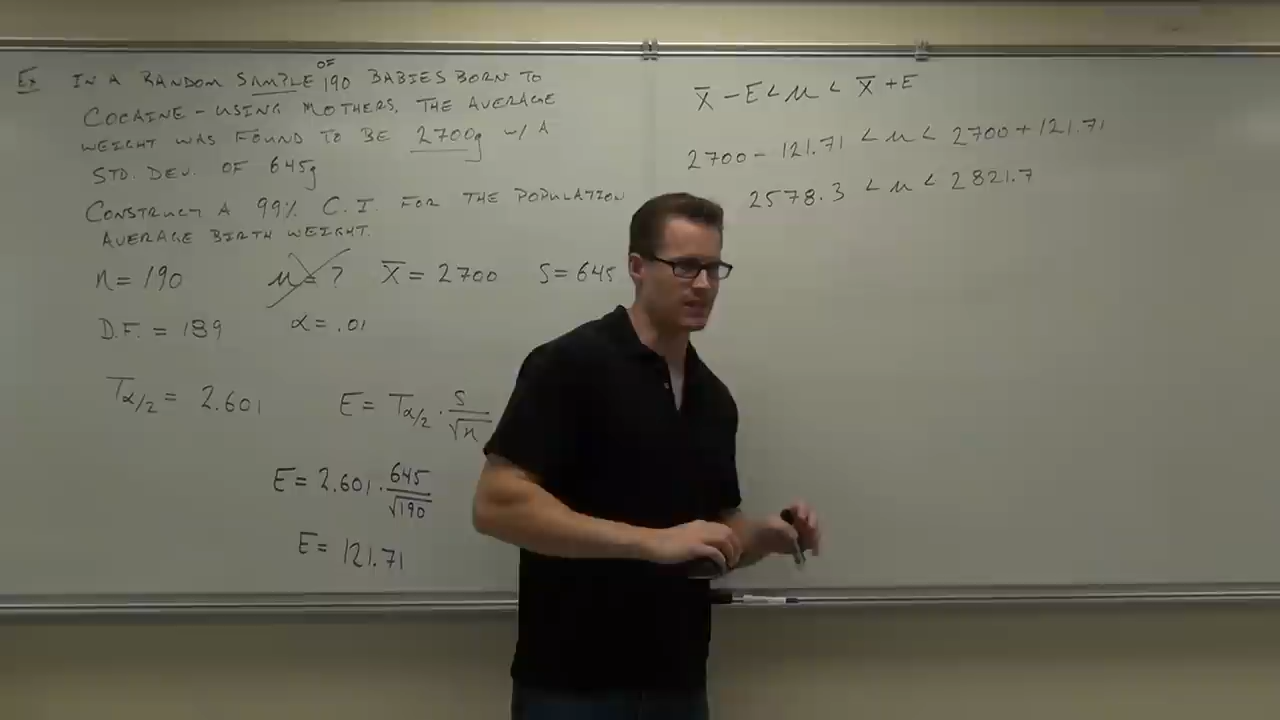 Ex IN A RANDOM SAMPLE OF 190 BABIES BORN TO
COCAINE-USING MOTHERS, THE AVERAGE
WEIGHT WAS FOUND TO BE 2700g w/ A
STD. DEV. OF 645g
CONSTRUCT A 99% C.I. FOR THE POPULATION
AVERAGE BIRTH WEIGHT.
n = 190 μ = ? x̄ = 2700 S = 645
D.F. = 189 α = .01
Tα/2 = 2.601 E = Tα/2 · S/√n
E = 2.601 · 645/√190
E = 121.71
x̄ - E < μ < x̄ + E
2700 - 121.71 < μ < 2700 + 121.71
2578.3 < μ < 2821.7